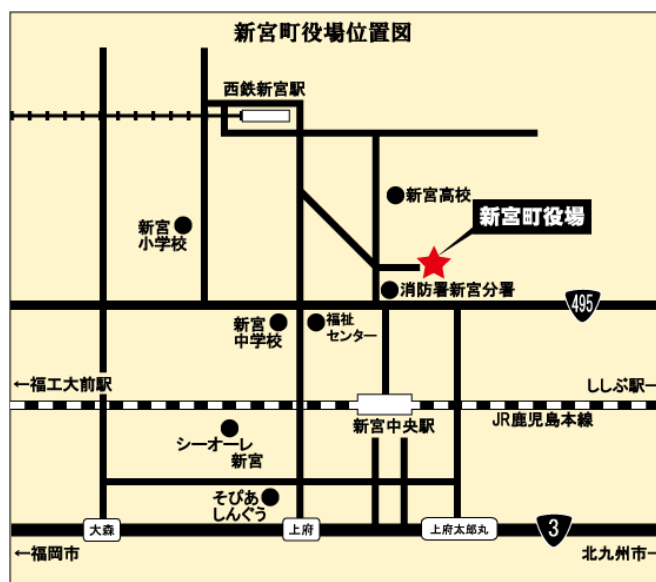 新宮町役場位置図
西鉄新宮駅
新宮高校
新宮町役場
新宮
小学校
消防署新宮分署
495
新宮
中学校
福祉
センター
←福工大前駅
ししぶ駅→
新宮中央駅
JR鹿児島本線
シーオーレ
新宮
そぴあ
しんぐう
大森
上府
上府太郎丸
3
←福岡市
北九州市→